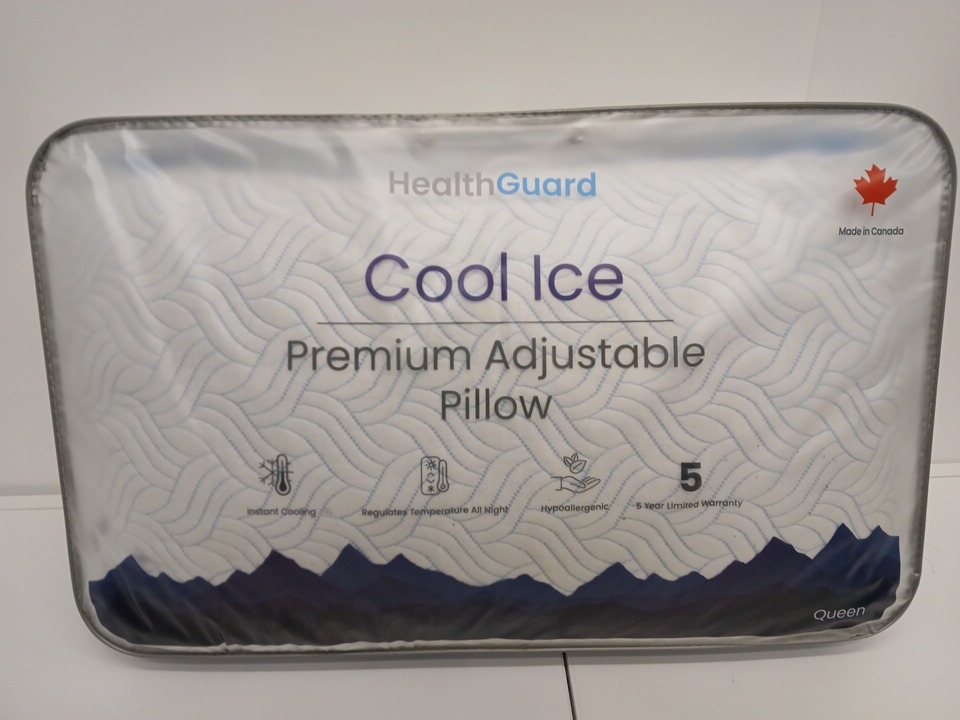 HealthGuard
Made in Canada
Cool Ice
Premium Adjustable
Pillow
Instant Cooling
Regulates Temperature All Night
Hypoallergenic
5
5 Year Limited Warranty
Queen